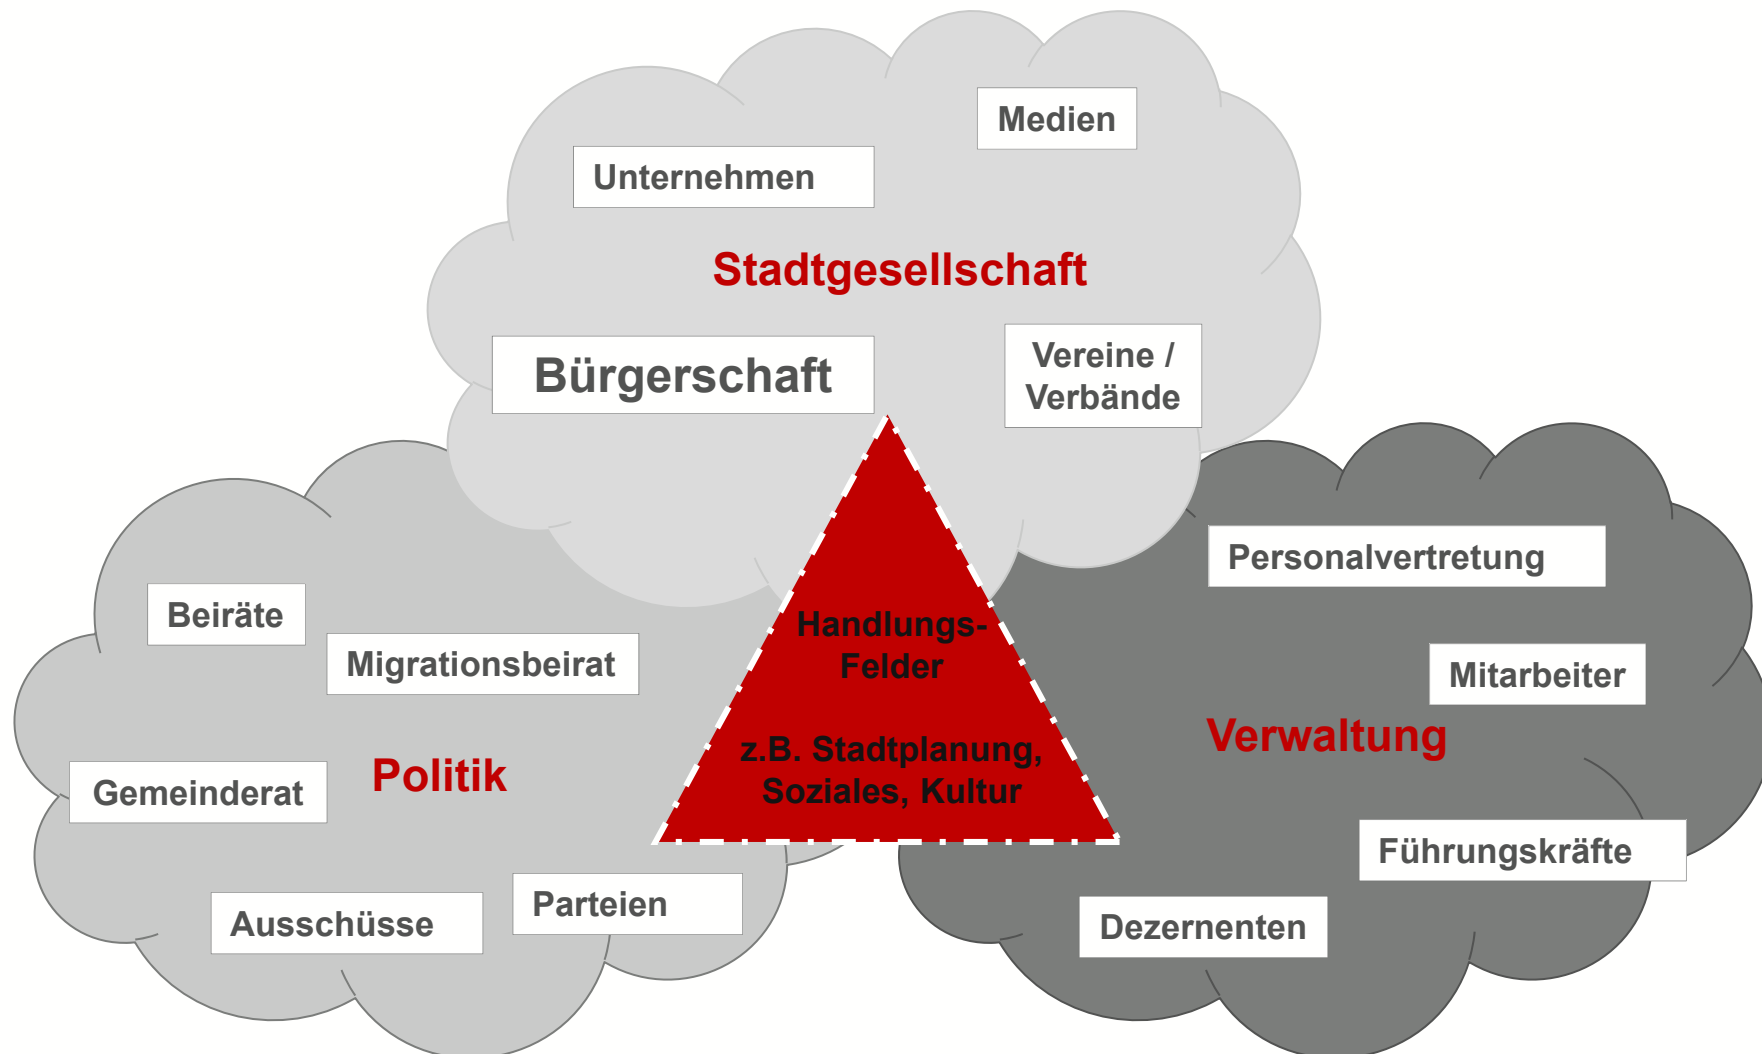 Medien
Unternehmen
Stadtgesellschaft
Bürgerschaft
Vereine /
Verbände
Personalvertretung
Beiräte
Migrationsbeirat
Handlungs-
Felder
Mitarbeiter
Verwaltung
z.B. Stadtplanung,
Soziales, Kultur
Gemeinderat
Politik
Führungskräfte
Parteien
Ausschüsse
Dezernenten